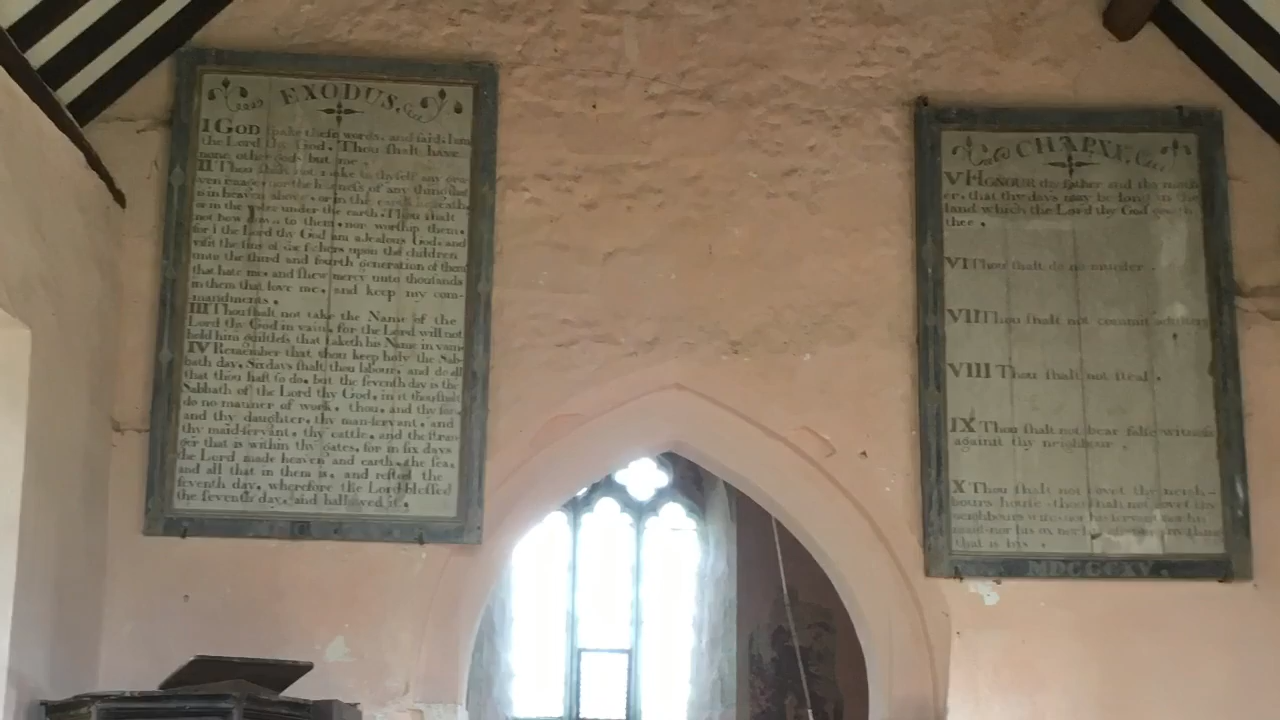 EXODUS,
I GOD spake these words, and said, I am
the Lord thy God, Thou shalt have
none other gods but me.
II Thou shalt not make to thyself any gra-
ven image, nor the likeness of any thing that
is in heaven above, or in the earth beneath,
or in the water under the earth. Thou shalt
not bow down to them, nor worship them,
for I the Lord thy God am a Jealous God, and
visit the sins of the fathers upon the children
unto the third and fourth generation of them
that hate me, and shew mercy unto thousands
in them that love me, and keep my com-
mandments.
III Thou shalt not take the Name of the
Lord thy God in vain, for the Lord will not
hold him guiltless that taketh his Name in vain
IV Remember that thou keep holy the Sab-
bath day, Six days shalt thou labour, and do all
that thou hast to do, but the seventh day is the
Sabbath of the Lord thy God, in it thou shalt
do no manner of work, thou, and thy son,
and thy daughter, thy man-servant, and
thy maid-servant, thy cattle, and the stran-
ger that is within thy gates, for in six days
the Lord made heaven and earth, the sea,
and all that in them is, and rested the
seventh day, wherefore the Lord blessed
the seventh day, and hallowed it.
CHAP XX,
V HONOUR thy father and thy moth
er, that thy days may be long in the
land which the Lord thy God giveth
thee.
VI Thou shalt do no murder.
VII Thou shalt not commit adultery
VIII Thou shalt not steal.
IX Thou shalt not bear false witness
against thy neighbour.
X Thou shalt not covet thy neigh-
bours house, thou shalt not covet thy
neighbours wife nor his servant nor his
maid nor his ox nor his
that is his.
MDCCCXV.